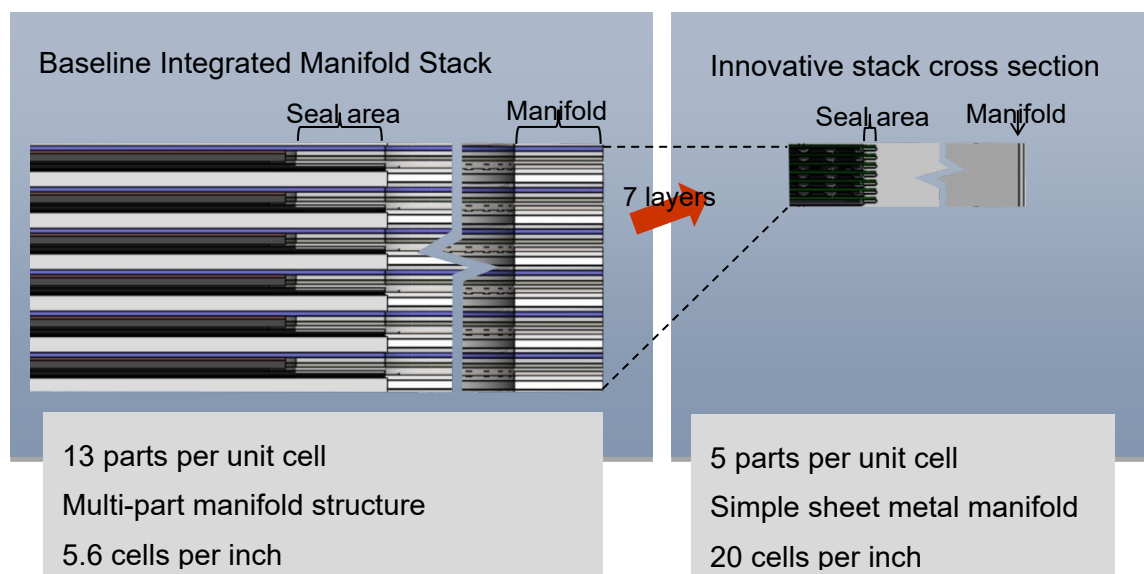 Baseline Integrated Manifold Stack
Seal area
Manifold
7 layers
13 parts per unit cell
Multi-part manifold structure
5.6 cells per inch
Innovative stack cross section
Seal area
Manifold
5 parts per unit cell
Simple sheet metal manifold
20 cells per inch